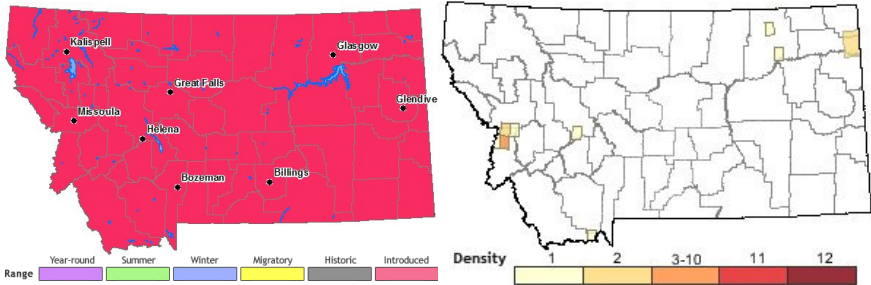 Kalispell
Glasgow
Great Falls
Glendive
Missoula
Helena
Bozeman
Billings
Year-round Summer Winter Migratory Historic Introduced
Range
Density
1 2 3-10 11 12